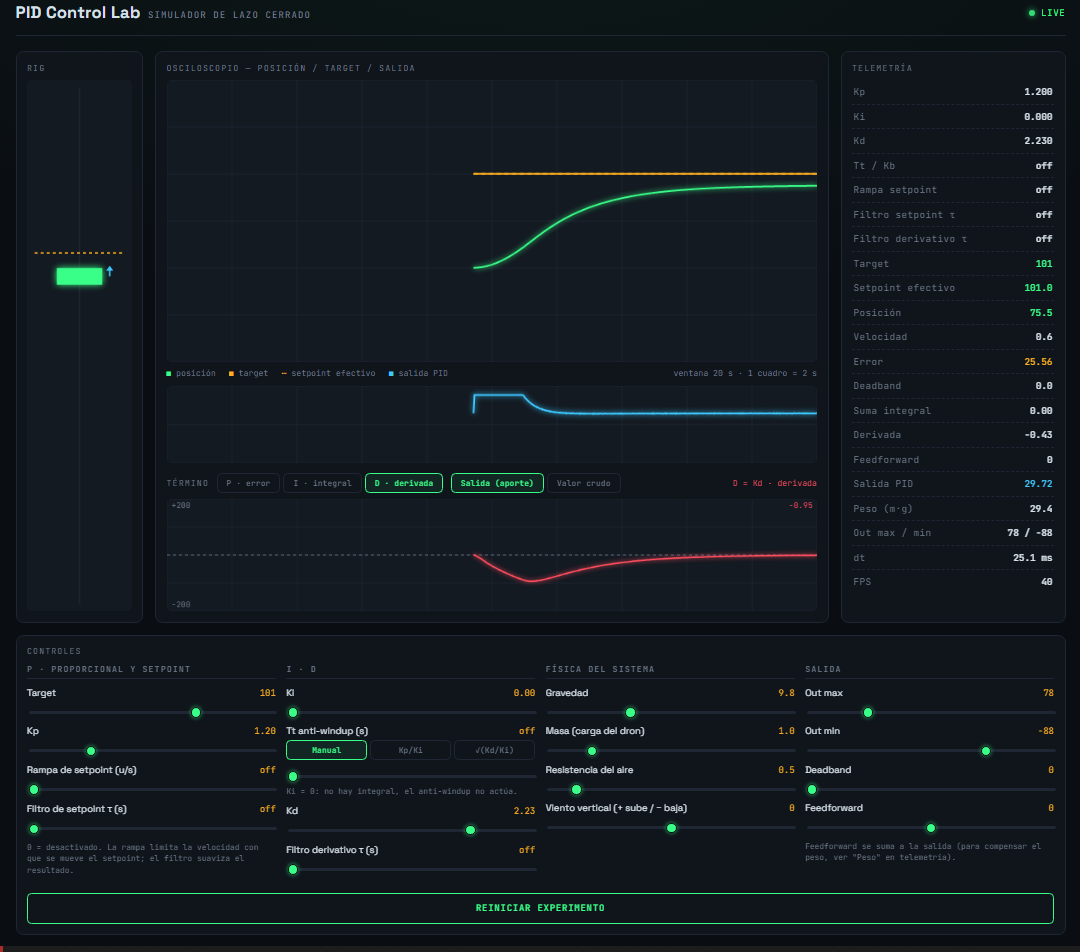 PID Control Lab SIMULADOR DE LAZO CERRADO
LIVE
RIG
OSCILOSCOPIO — POSICIÓN / TARGET / SALIDA
posición target setpoint efectivo salida PID
ventana 20 s · 1 cuadro = 2 s
TÉRMINO P · error I · integral D · derivada Salida (aporte) Valor crudo
D = Kd · derivada
+200
-0.95
-200
TELEMETRÍA
Kp 1.200
Ki 0.000
Kd 2.230
Tt / Kb off
Rampa setpoint off
Filtro setpoint τ off
Filtro derivativo τ off
Target 101
Setpoint efectivo 101.0
Posición 75.5
Velocidad 0.6
Error 25.56
Deadband 0.0
Suma integral 0.00
Derivada -0.43
Feedforward 0
Salida PID 29.72
Peso (m·g) 29.4
Out max / min 78 / -88
dt 25.1 ms
FPS 40
CONTROLES
P · PROPORCIONAL Y SETPOINT
Target 101
Kp 1.20
Rampa de setpoint (u/s) off
Filtro de setpoint τ (s) off
0 = desactivado. La rampa limita la velocidad con
que se mueve el setpoint; el filtro suaviza el
resultado.
I · D
Ki 0.00
Tt anti-windup (s) off
Manual Kp/Ki √(Kd/Ki)
Ki = 0: no hay integral, el anti-windup no actúa.
Kd 2.23
Filtro derivativo τ (s) off
FÍSICA DEL SISTEMA
Gravedad 9.8
Masa (carga del dron) 1.0
Resistencia del aire 0.5
Viento vertical (+ sube / − baja) 0
SALIDA
Out max 78
Out min -88
Deadband 0
Feedforward 0
Feedforward se suma a la salida (para compensar el
peso, ver "Peso" en telemetría).
REINICIAR EXPERIMENTO